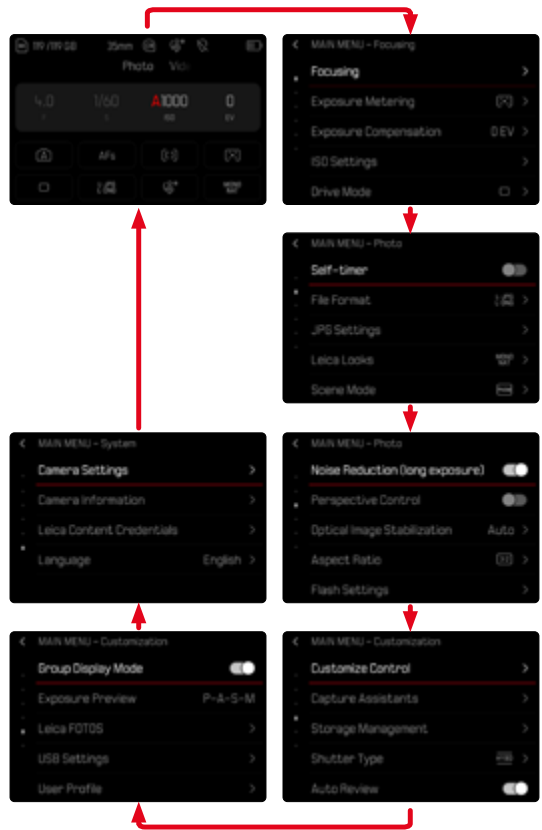 119/119 GB 35mm
Photo Vid
4.0 1/60 A1000 0
F S ISO EV
AFs
MAIN MENU - Focusing
Focusing
Exposure Metering
Exposure Compensation 0 EV
ISO Settings
Drive Mode
MAIN MENU - Photo
Self-timer
File Format
JPG Settings
Leica Looks MONO NAT
Scene Mode
MAIN MENU - Photo
Noise Reduction (long exposure)
Perspective Control
Optical Image Stabilization Auto
Aspect Ratio
Flash Settings
MAIN MENU - Customization
Customize Control
Capture Assistants
Storage Management
Shutter Type
Auto Review
MAIN MENU - Customization
Group Display Mode
Exposure Preview P-A-S-M
Leica FOTOS
USB Settings
User Profile
MAIN MENU - System
Camera Settings
Camera Information
Leica Content Credentials
Language English